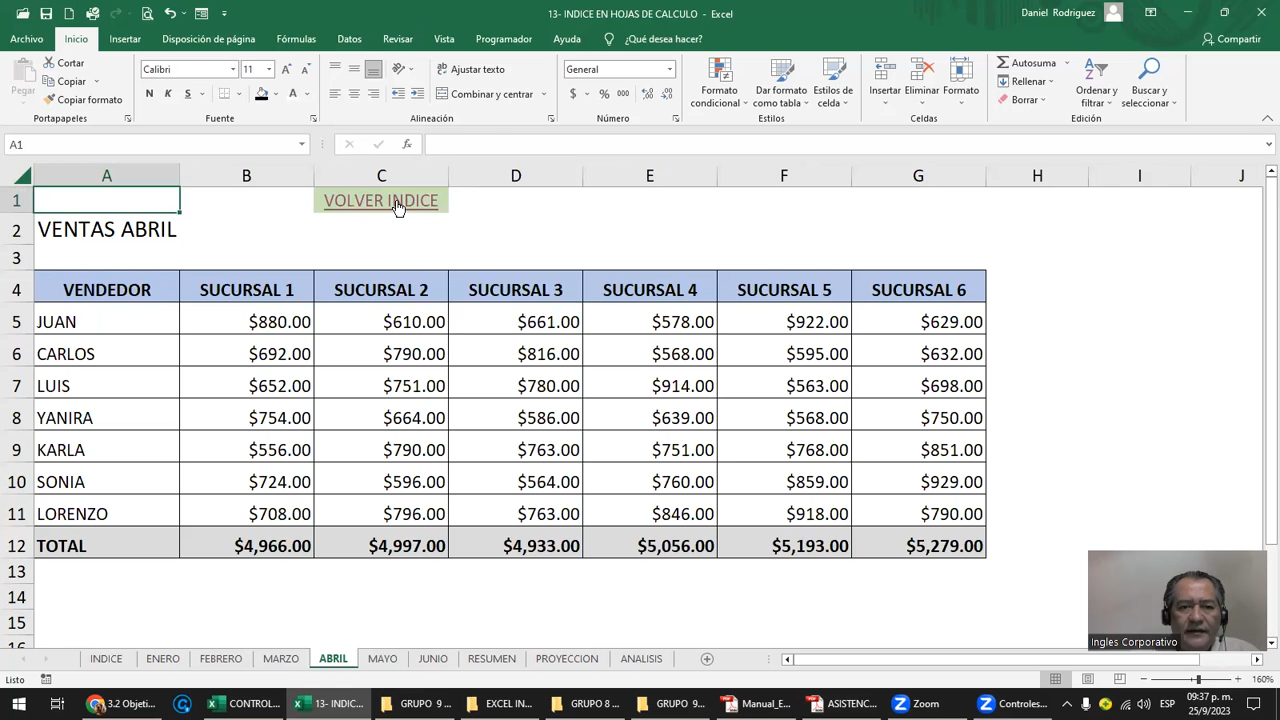 13- INDICE EN HOJAS DE CALCULO - Excel
Daniel Rodriguez
Archivo Inicio Insertar Disposición de página Fórmulas Datos Revisar Vista Programador Ayuda ¿Qué desea hacer? Compartir
Pegar
Cortar
Copiar
Copiar formato
Portapapeles
Calibri 11
N K S
Fuente
Ajustar texto
Combinar y centrar
Alineación
General
$ % 000
Número
Formato condicional
Dar formato como tabla
Estilos de celda
Estilos
Insertar Eliminar Formato
Celdas
Autosuma
Rellenar
Borrar
Ordenar y filtrar
Buscar y seleccionar
Edición
A1
A B C D E F G H I J
1 VOLVER INDICE
2 VENTAS ABRIL
3
4 VENDEDOR SUCURSAL 1 SUCURSAL 2 SUCURSAL 3 SUCURSAL 4 SUCURSAL 5 SUCURSAL 6
5 JUAN $880.00 $610.00 $661.00 $578.00 $922.00 $629.00
6 CARLOS $692.00 $790.00 $816.00 $568.00 $595.00 $632.00
7 LUIS $652.00 $751.00 $780.00 $914.00 $563.00 $698.00
8 YANIRA $754.00 $664.00 $586.00 $639.00 $568.00 $750.00
9 KARLA $556.00 $790.00 $763.00 $751.00 $768.00 $851.00
10 SONIA $724.00 $596.00 $564.00 $760.00 $859.00 $929.00
11 LORENZO $708.00 $796.00 $763.00 $846.00 $918.00 $790.00
12 TOTAL $4,966.00 $4,997.00 $4,933.00 $5,056.00 $5,193.00 $5,279.00
13
14
15
16
Ingles Corporativo
INDICE ENERO FEBRERO MARZO ABRIL MAYO JUNIO RESUMEN PROYECCION ANALISIS
Listo 160%
3.2 Objeti... CONTROL... 13- INDIC... GRUPO 9 ... EXCEL IN... GRUPO 8 ... GRUPO 9... Manual_E... ASISTENC... Zoom Controles... ESP 09:37 p. m.
25/9/2023